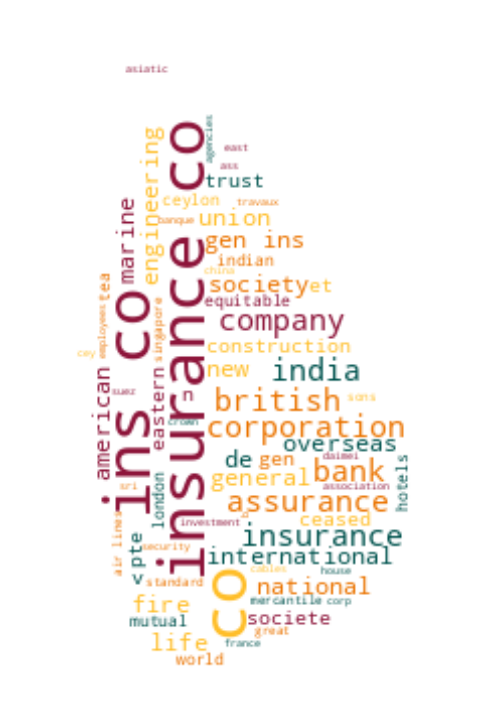 asiatic
agencies
east
ass
trust
engineering
insurance co
ceylon
travaux
banque
union
marine
gen ins
indian
china
tea
society
et
equitable
ins co
employees
singapore
company
construction
cey
new
india
american
eastern
suez
n
british
sons
crown
corporation
overseas
de
gen
daimei
bank
hotels
general
sri
london
association
assurance
air lines
investment
b
ceased
insurance
< pte
security
international
cables
house
co
standard
national
fire
mercantile
corp
mutual
societe
great
life
france
world